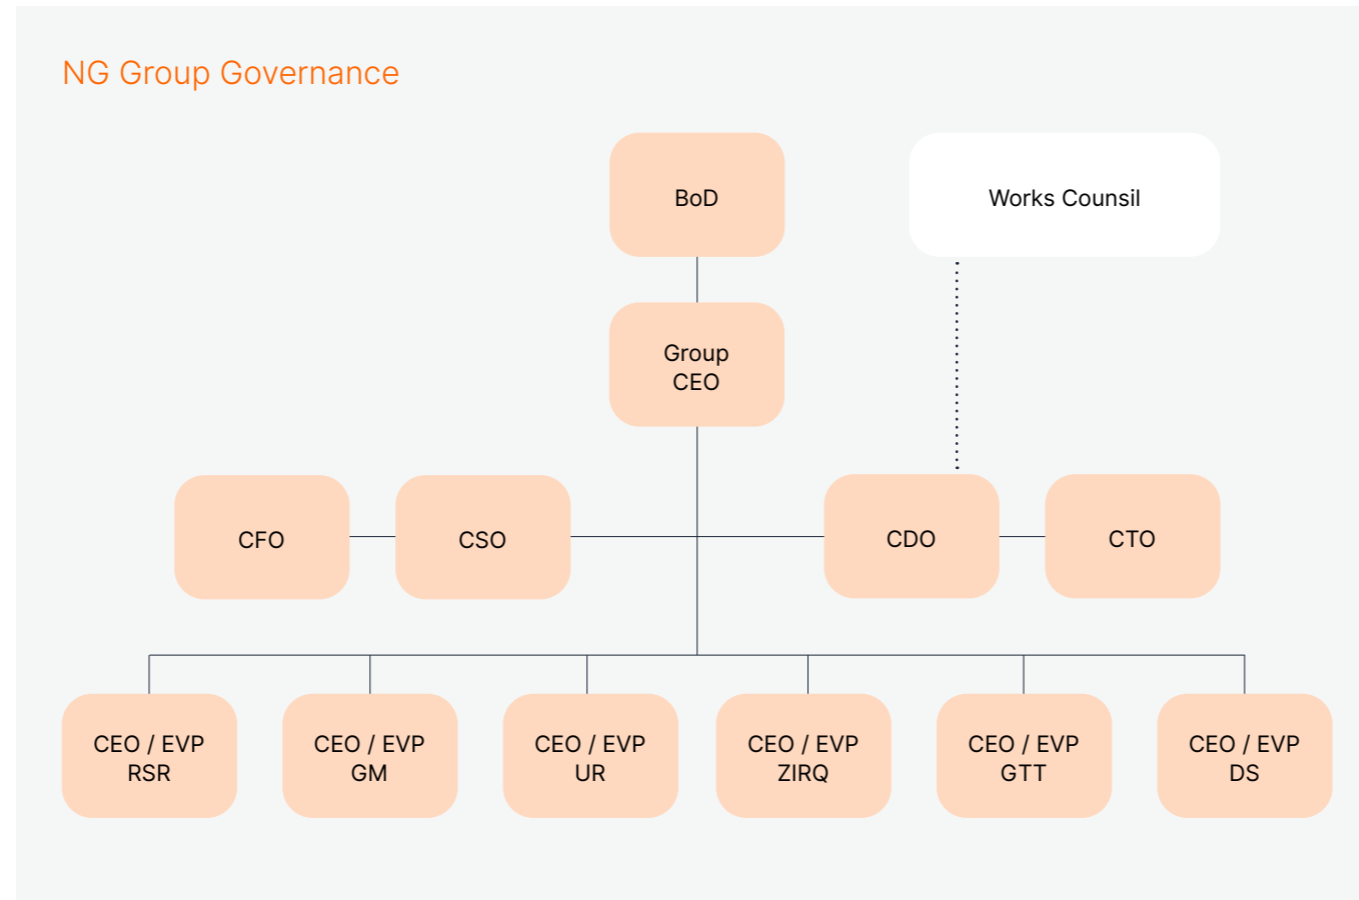 NG Group Governance
BoD
Works Counsil
Group
CEO
CFO
CSO
CDO
CTO
CEO / EVP
RSR
CEO / EVP
GM
CEO / EVP
UR
CEO / EVP
ZIRQ
CEO / EVP
GTT
CEO / EVP
DS